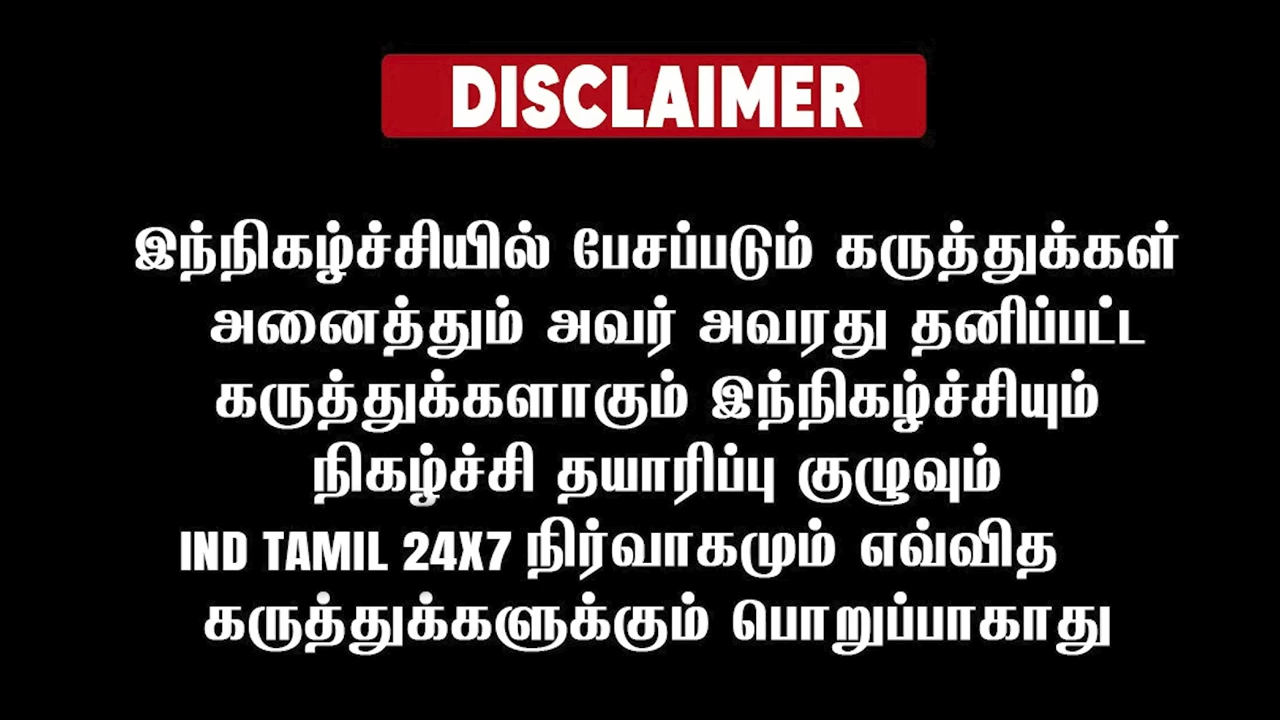 DISCLAIMER
இந்நிகழ்ச்சியில் பேசப்படும் கருத்துக்கள்
அனைத்தும் அவர் அவரது தனிப்பட்ட
கருத்துக்களாகும் இந்நிகழ்ச்சியும்
நிகழ்ச்சி தயாரிப்பு குழுவும்
IND TAMIL 24X7 நிர்வாகமும் எவ்வித
கருத்துக்களுக்கும் பொறுப்பாகாது